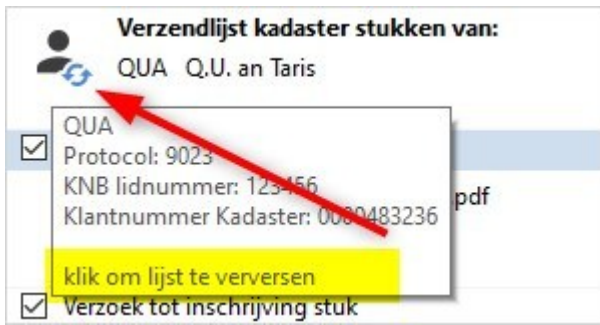 Verzendlijst kadaster stukken van:
QUA Q.U. an Taris
QUA
Protocol: 9023
KNB lidnummer: 123456
.pdf
Klantnummer Kadaster: 0000483236
klik om lijst te verversen
Verzoek tot inschrijving stuk